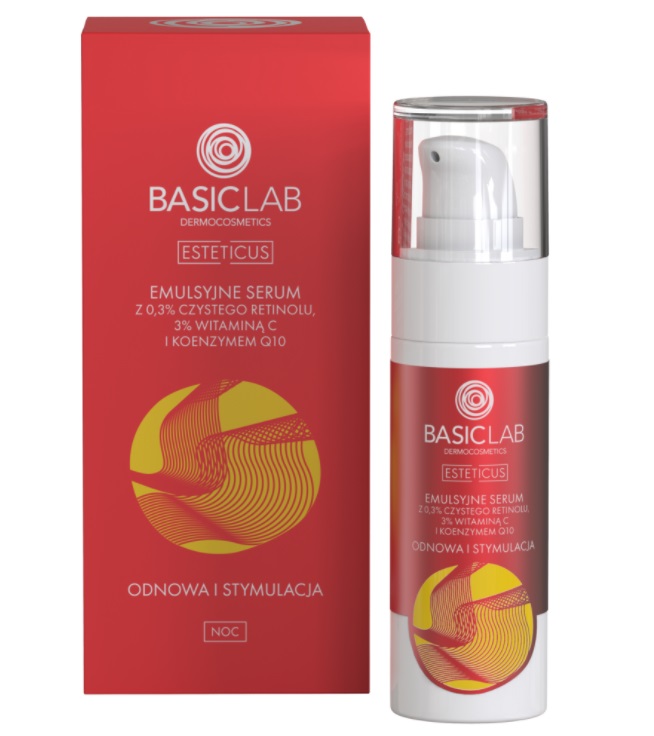 BASICLAB
DERMOCOSMETICS
ESTETICUS
EMULSYJNE SERUM
Z 0,3% CZYSTEGO RETINOLU,
3% WITAMINĄ C
I KOENZYMEM Q10
ODNOWA I STYMULACJA
NOC
BASICLAB
DERMOCOSMETICS
ESTETICUS
EMULSYJNE SERUM
Z 0,3% CZYSTEGO RETINOLU,
3% WITAMINĄ C
I KOENZYMEM Q10
ODNOWA I STYMULACJA